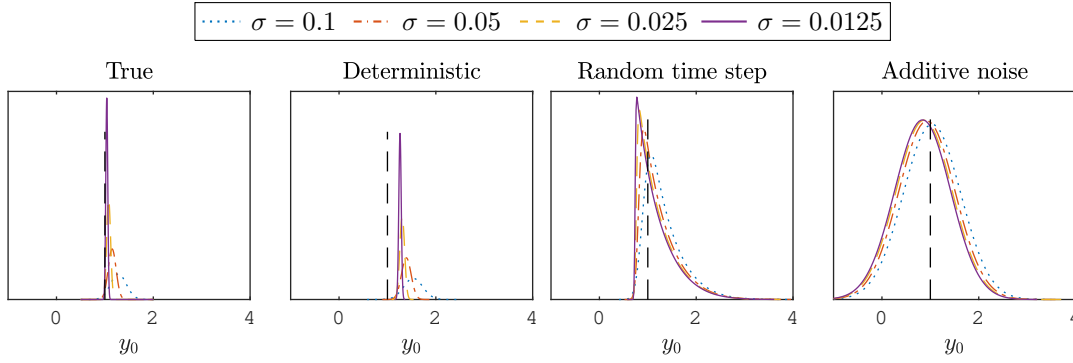 σ = 0.1 σ = 0.05 σ = 0.025 σ = 0.0125
True Deterministic Random time step Additive noise
0 2 4 0 2 4 0 2 4 0 2 4
y₀ y₀ y₀ y₀